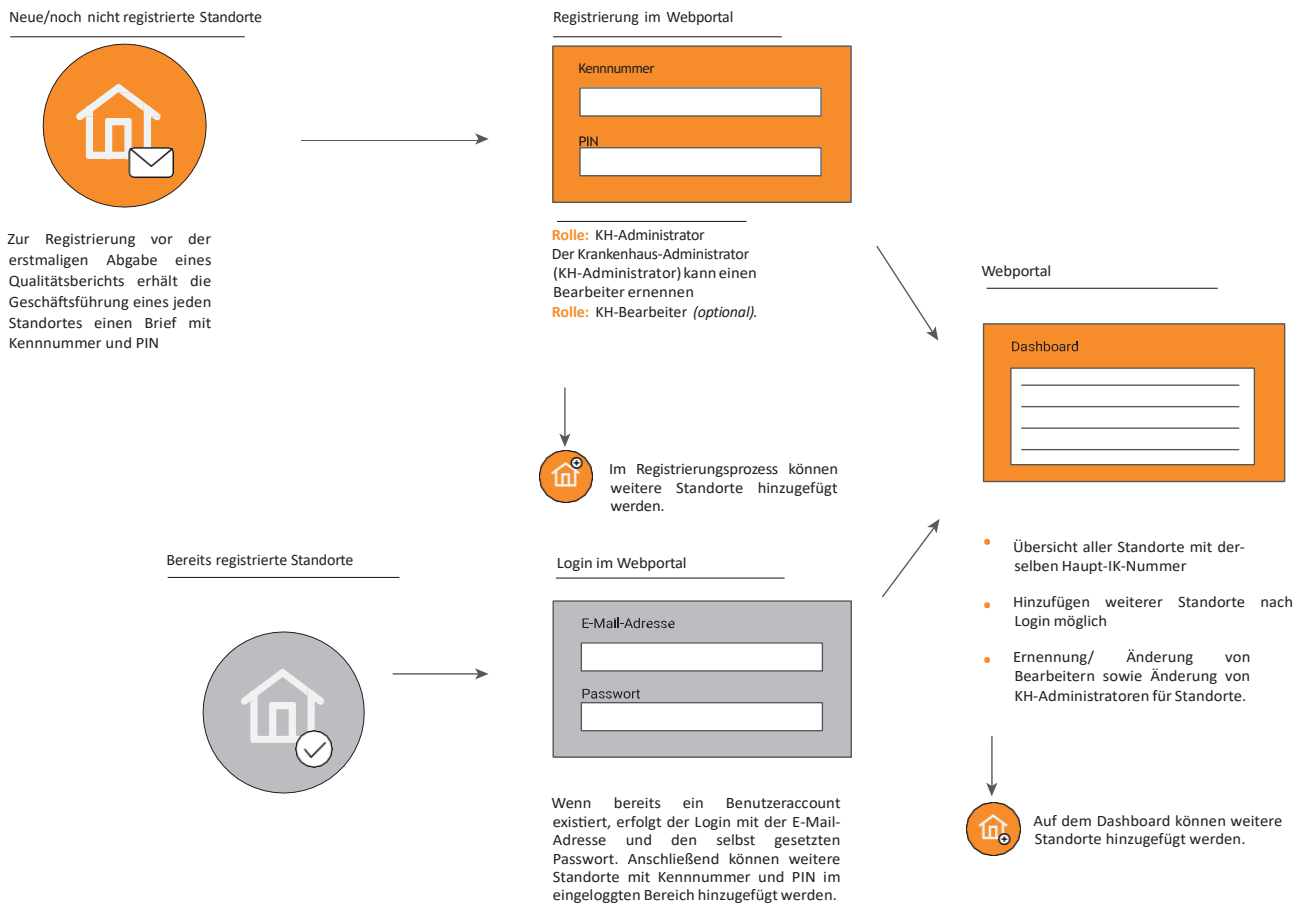 Neue/noch nicht registrierte Standorte
Zur Registrierung vor der
erstmaligen Abgabe eines
Qualitätsberichts erhält die
Geschäftsführung eines jeden
Standortes einen Brief mit
Kennnummer und PIN
Registrierung im Webportal
Kennnummer
PIN
Rolle: KH-Administrator
Der Krankenhaus-Administrator
(KH-Administrator) kann einen
Bearbeiter ernennen
Rolle: KH-Bearbeiter (optional).
Im Registrierungsprozess können
weitere Standorte hinzugefügt
werden.
Bereits registrierte Standorte
Login im Webportal
E-Mail-Adresse
Passwort
Wenn bereits ein Benutzeraccount
existiert, erfolgt der Login mit der E-Mail-
Adresse und den selbst gesetzten
Passwort. Anschließend können weitere
Standorte mit Kennnummer und PIN im
eingeloggten Bereich hinzugefügt werden.
Webportal
Dashboard
• Übersicht aller Standorte mit der-
selben Haupt-IK-Nummer
• Hinzufügen weiterer Standorte nach
Login möglich
• Ernennung/ Änderung von
Bearbeitern sowie Änderung von
KH-Administratoren für Standorte.
Auf dem Dashboard können weitere
Standorte hinzugefügt werden.